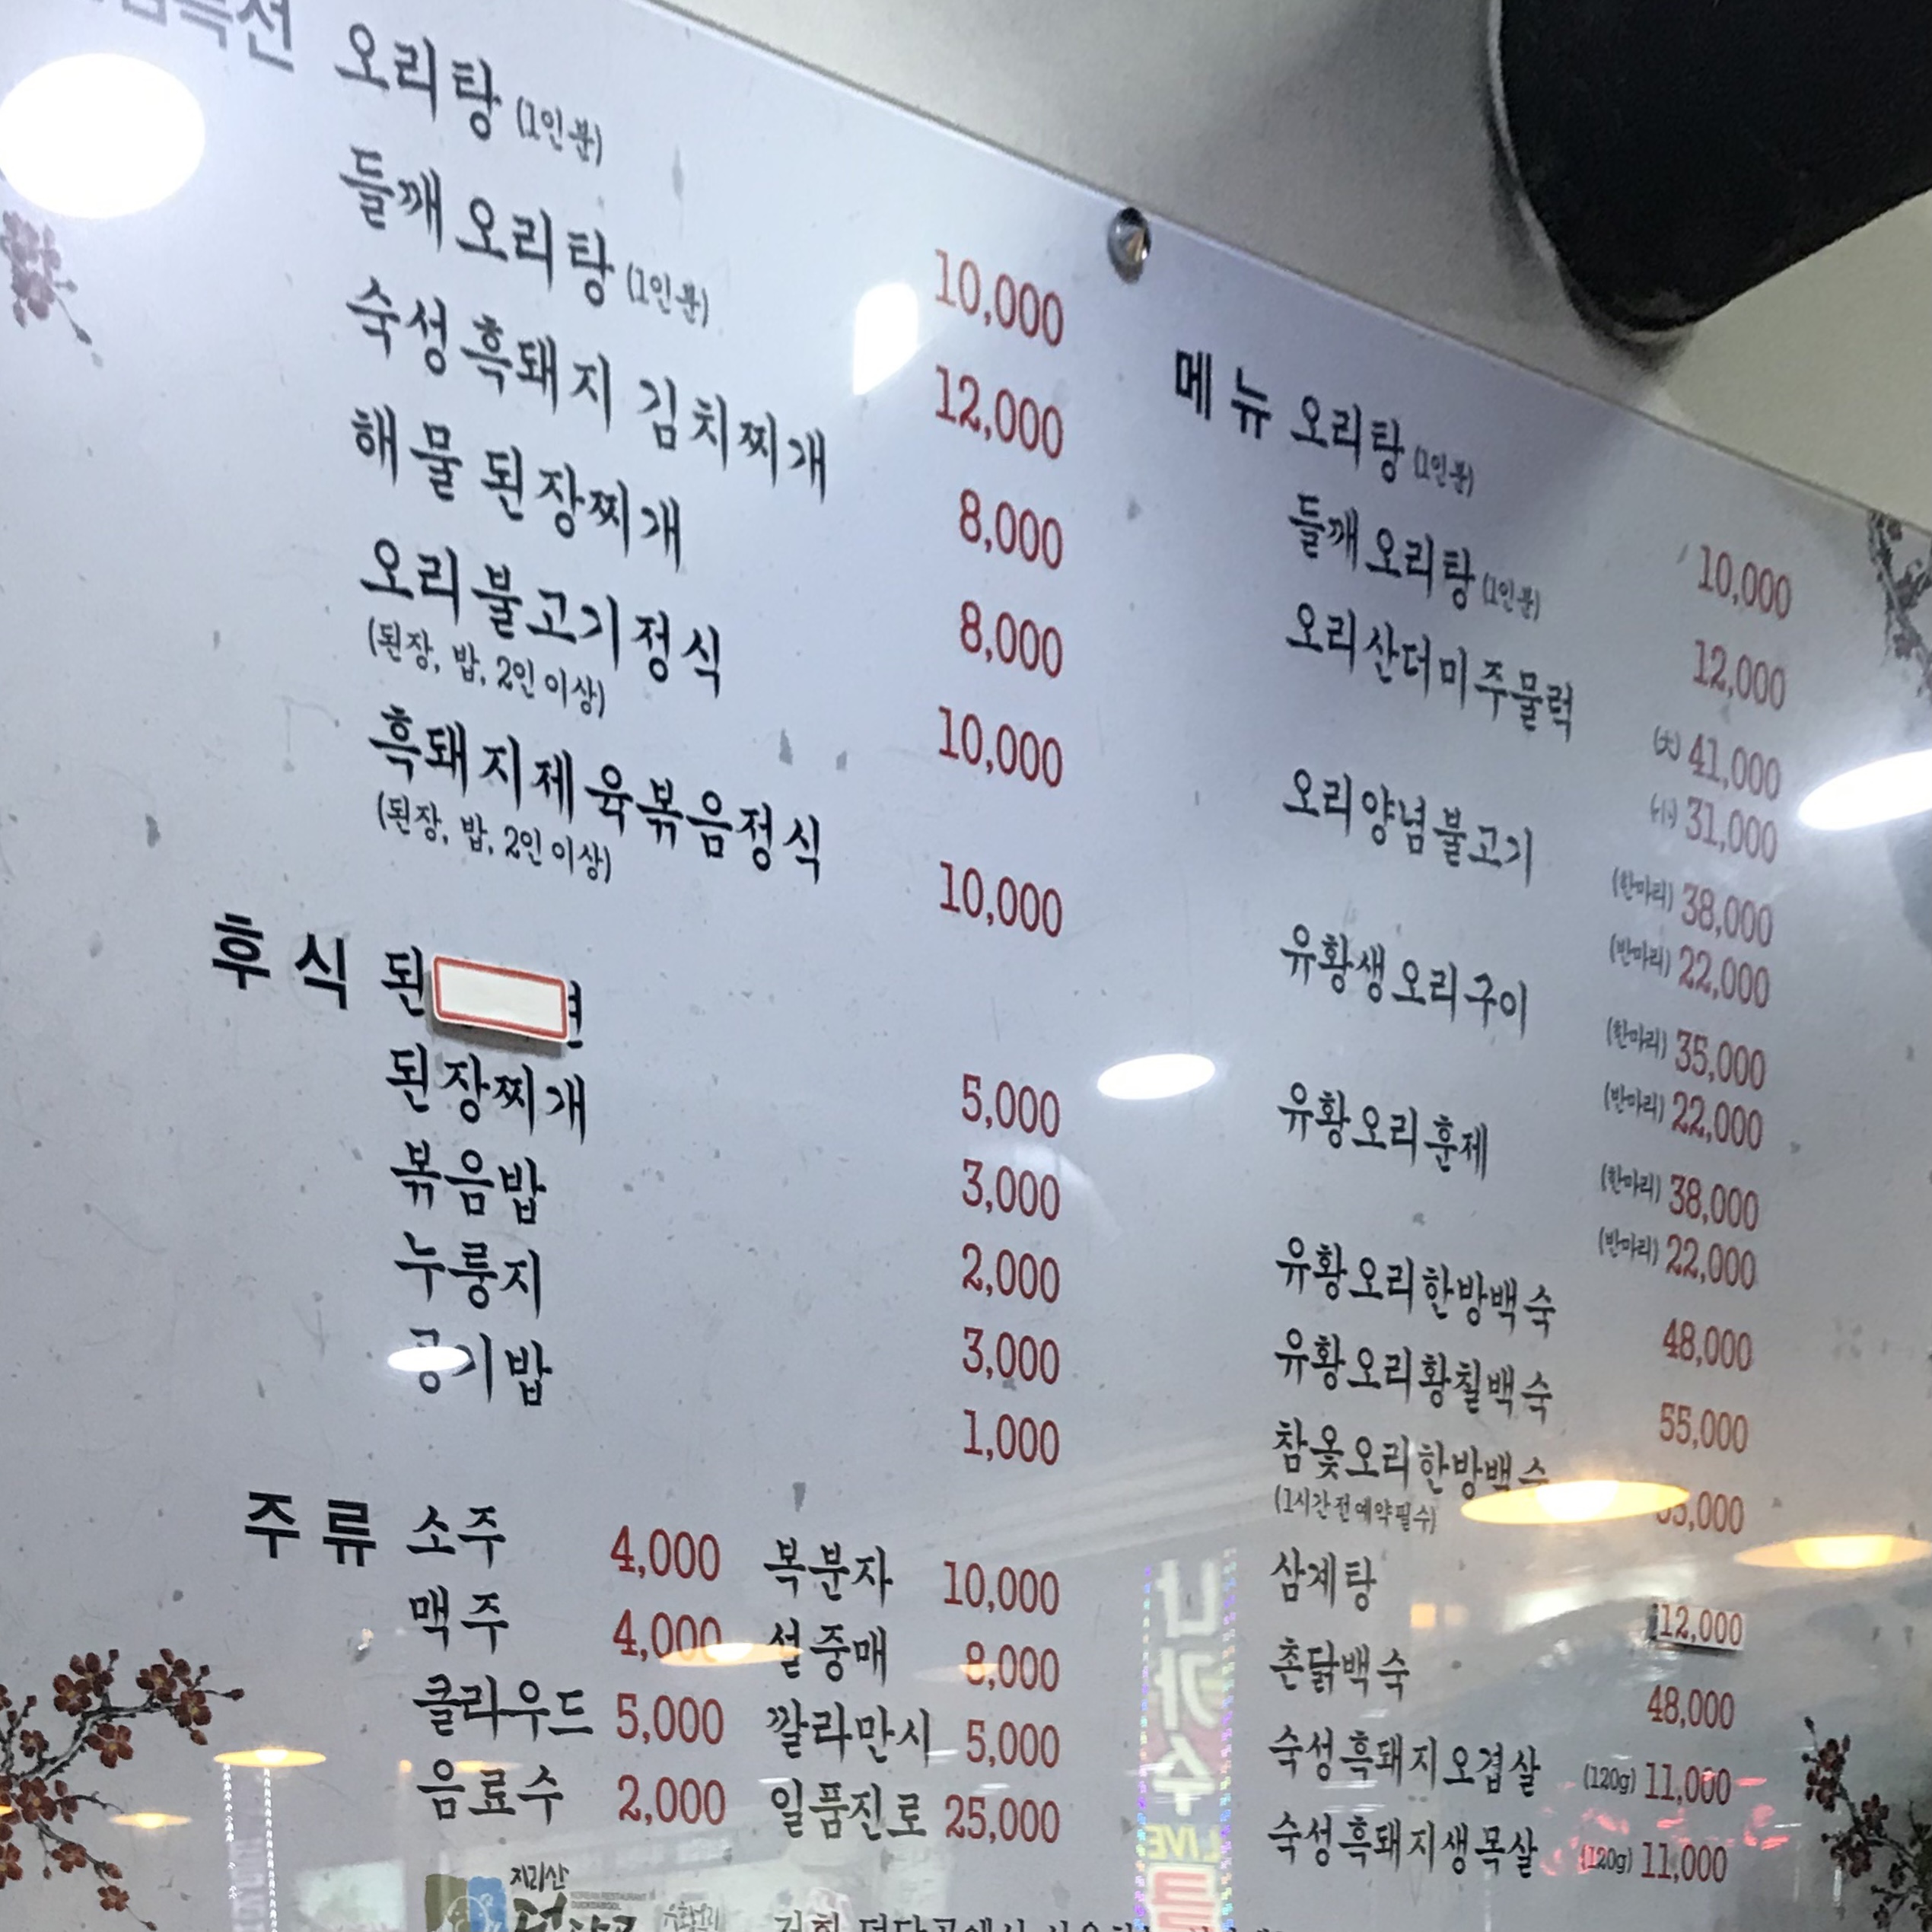 오리탕 (1인분) 10,000
들깨 오리탕 (1인분) 12,000
숙성 흑돼지 김치찌개 8,000
해물 된장찌개 8,000
오리불고기정식 10,000
(된장, 밥, 2인 이상)
흑돼지제육볶음정식 10,000
(된장, 밥, 2인 이상)
후식 된 5,000
된장찌개 3,000
볶음밥 2,000
누룽지 3,000
공기밥 1,000
주류 소주 4,000 복분자 10,000
맥주 4,000 설중매 8,000
클라우드 5,000 깔라만시 5,000
음료수 2,000 일품진로 25,000
메뉴 오리탕 (1인분) 10,000
들깨오리탕 (1인분) 12,000
오리산더미주물럭 (大) 41,000
(小) 31,000
오리양념불고기 (한마리) 38,000
(반마리) 22,000
유황생오리구이 (한마리) 35,000
(반마리) 22,000
유황오리훈제 (한마리) 38,000
(반마리) 22,000
유황오리한방백숙 48,000
유황오리황칠백숙 55,000
참옻오리한방백숙
(1시간전예약필수)
삼계탕 12,000
촌닭백숙 48,000
숙성흑돼지오겹살 (120g) 11,000
숙성흑돼지생목살 (120g) 11,000
지리산
LIVE